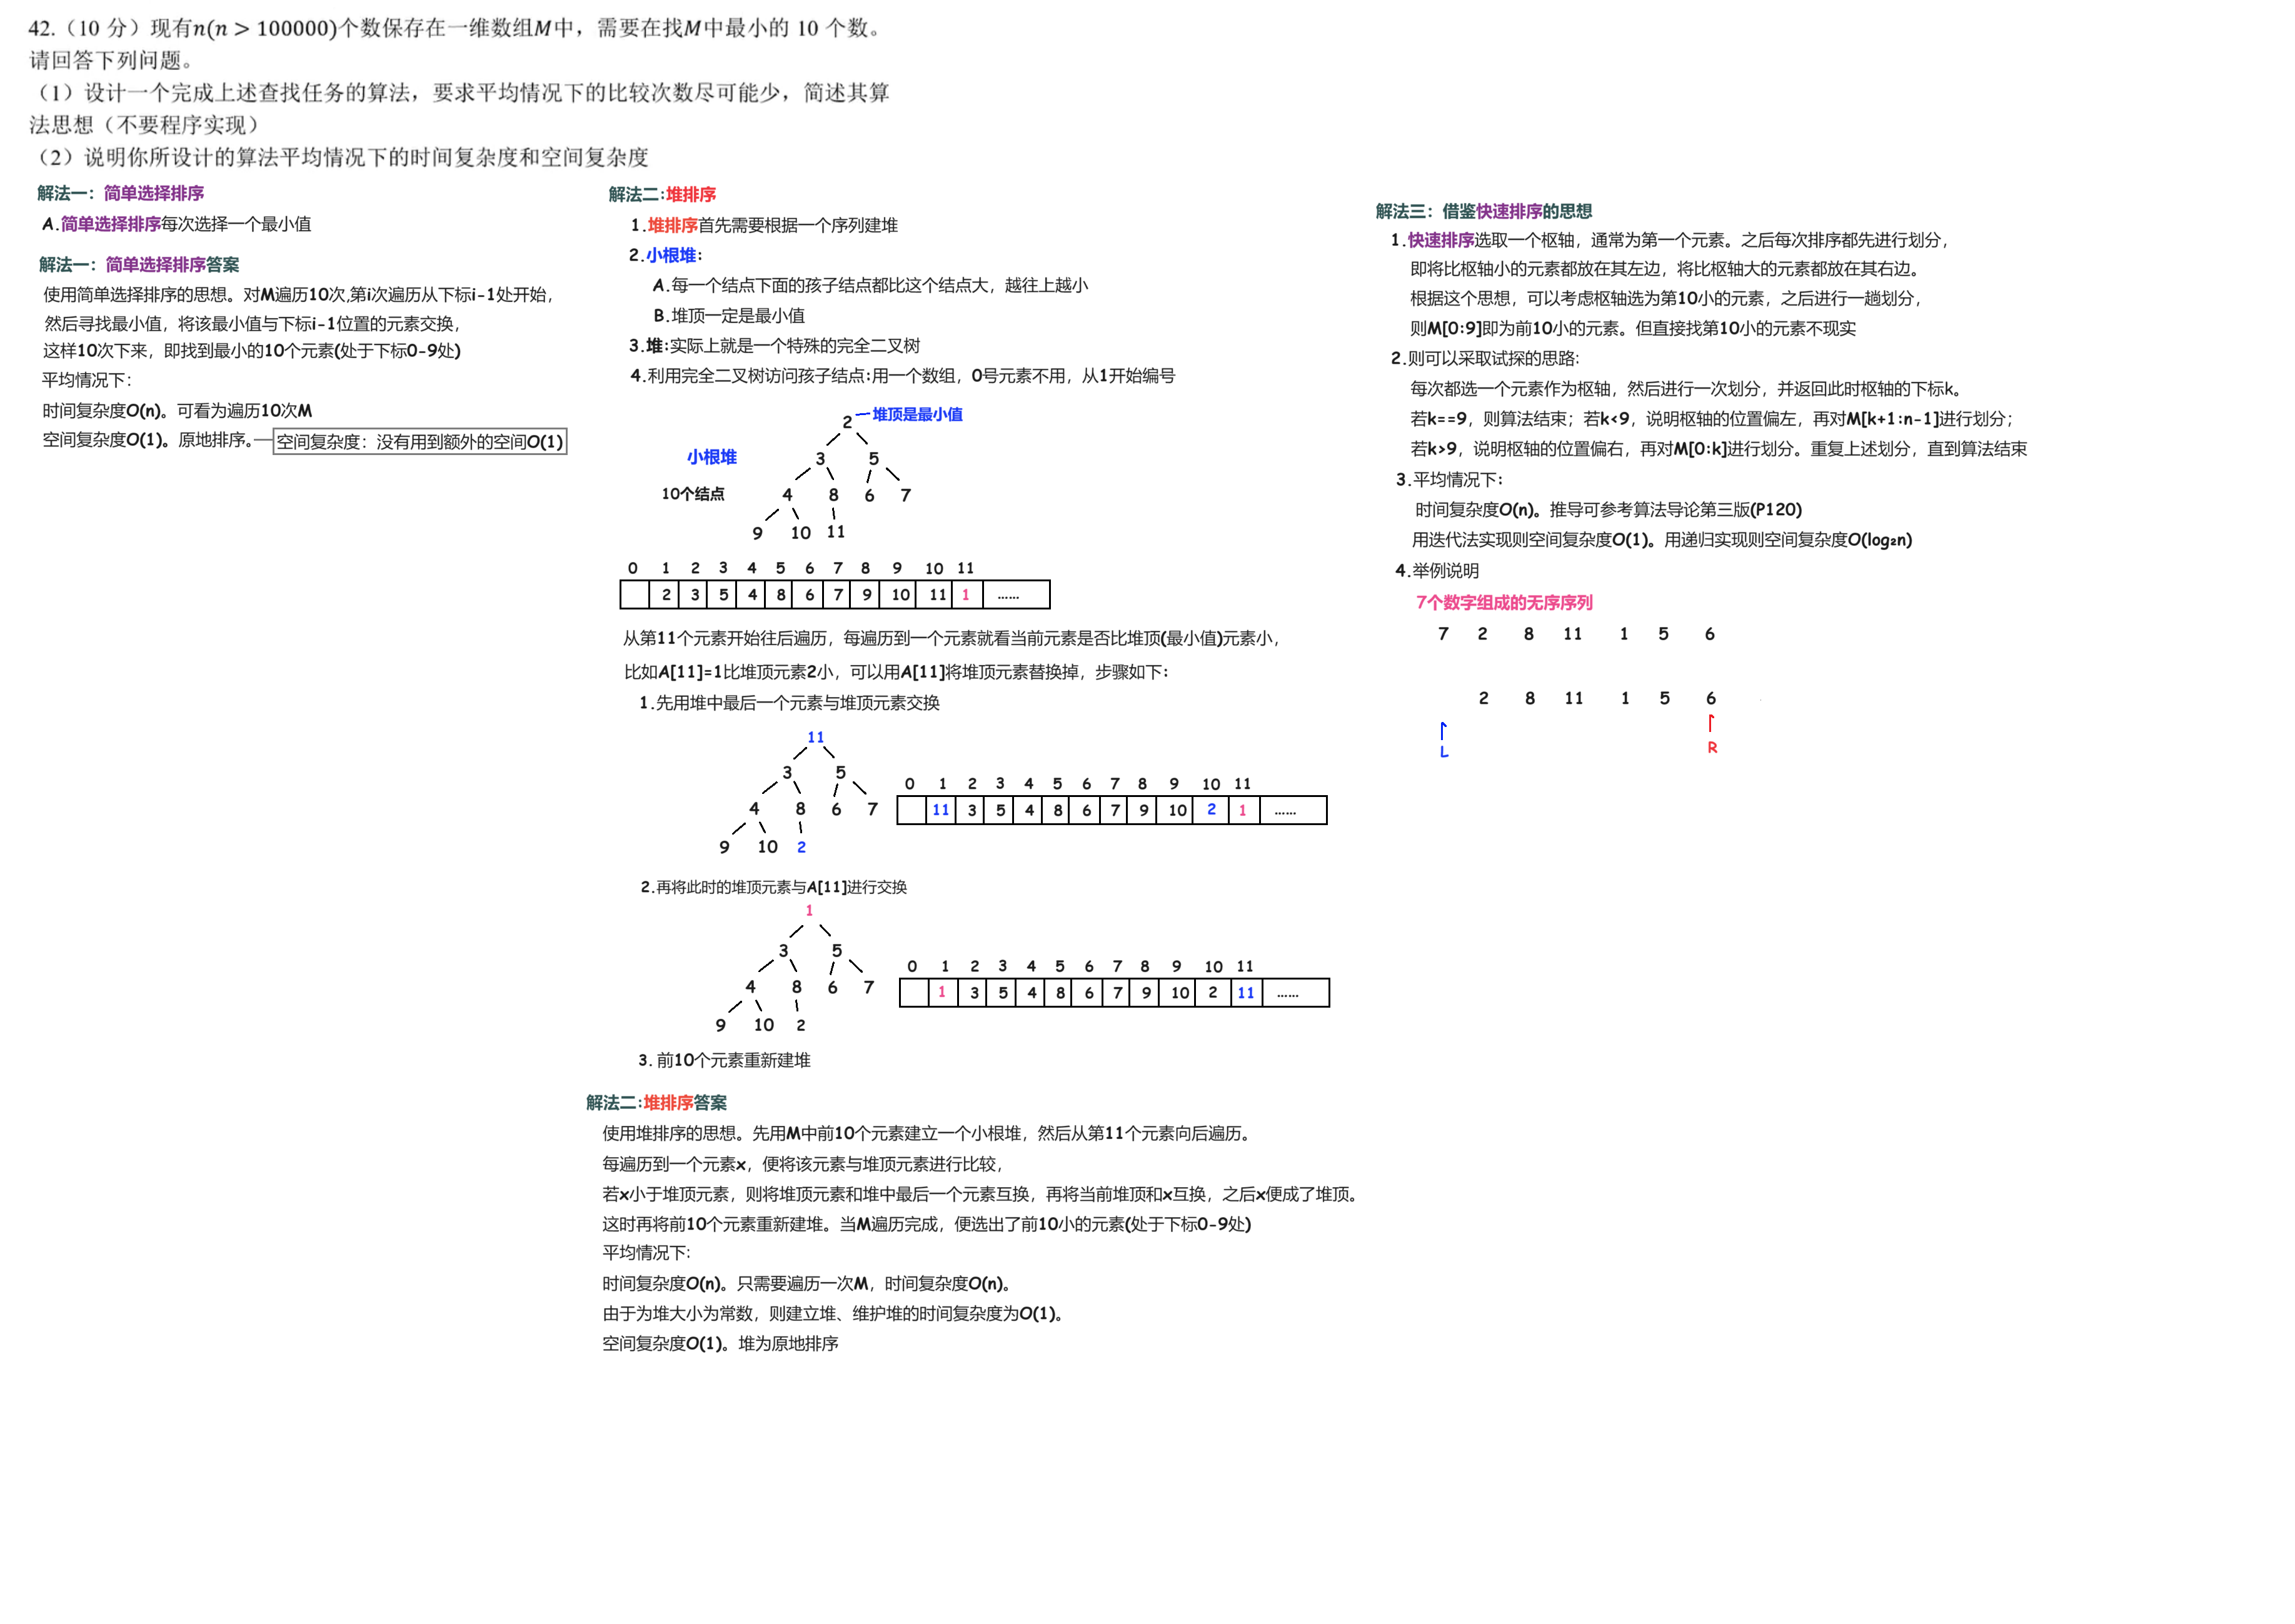 42.（10 分）现有n(n > 100000)个数保存在一维数组M中，需要在找M中最小的 10 个数。
请回答下列问题。
（1）设计一个完成上述查找任务的算法，要求平均情况下的比较次数尽可能少，简述其算
法思想（不要程序实现）
（2）说明你所设计的算法平均情况下的时间复杂度和空间复杂度
解法一：简单选择排序
A.简单选择排序每次选择一个最小值
解法一：简单选择排序答案
使用简单选择排序的思想。对M遍历10次,第i次遍历从下标i-1处开始，
然后寻找最小值，将该最小值与下标i-1位置的元素交换，
这样10次下来，即找到最小的10个元素(处于下标0-9处)
平均情况下：
时间复杂度O(n)。可看为遍历10次M
空间复杂度O(1)。原地排序。
空间复杂度：没有用到额外的空间O(1)
解法二:堆排序
1.堆排序首先需要根据一个序列建堆
2.小根堆：
A.每一个结点下面的孩子结点都比这个结点大，越往上越小
B.堆顶一定是最小值
3.堆:实际上就是一个特殊的完全二叉树
4.利用完全二叉树访问孩子结点:用一个数组，0号元素不用，从1开始编号
2 堆顶是最小值
小根堆 3 5
10个结点 4 8 6 7
9 10 11
0 1 2 3 4 5 6 7 8 9 10 11
2 3 5 4 8 6 7 9 10 11 1 ……
从第11个元素开始往后遍历，每遍历到一个元素就看当前元素是否比堆顶(最小值)元素小，
比如A[11]=1比堆顶元素2小，可以用A[11]将堆顶元素替换掉，步骤如下：
1.先用堆中最后一个元素与堆顶元素交换
11
3 5
4 8 6 7
9 10 2
0 1 2 3 4 5 6 7 8 9 10 11
11 3 5 4 8 6 7 9 10 2 1 ……
2.再将此时的堆顶元素与A[11]进行交换
1
3 5
4 8 6 7
9 10 2
0 1 2 3 4 5 6 7 8 9 10 11
1 3 5 4 8 6 7 9 10 2 11 ……
3. 前10个元素重新建堆
解法二:堆排序答案
使用堆排序的思想。先用M中前10个元素建立一个小根堆，然后从第11个元素向后遍历。
每遍历到一个元素x，便将该元素与堆顶元素进行比较，
若x小于堆顶元素，则将堆顶元素和堆中最后一个元素互换，再将当前堆顶和x互换，之后x便成了堆顶。
这时再将前10个元素重新建堆。当M遍历完成，便选出了前10小的元素(处于下标0-9处)
平均情况下:
时间复杂度O(n)。只需要遍历一次M，时间复杂度O(n)。
由于为堆大小为常数，则建立堆、维护堆的时间复杂度为O(1)。
空间复杂度O(1)。堆为原地排序
解法三：借鉴快速排序的思想
1.快速排序选取一个枢轴，通常为第一个元素。之后每次排序都先进行划分，
即将比枢轴小的元素都放在其左边，将比枢轴大的元素都放在其右边。
根据这个思想，可以考虑枢轴选为第10小的元素，之后进行一趟划分，
则M[0:9]即为前10小的元素。但直接找第10小的元素不现实
2.则可以采取试探的思路:
每次都选一个元素作为枢轴，然后进行一次划分，并返回此时枢轴的下标k。
若k==9，则算法结束；若k<9，说明枢轴的位置偏左，再对M[k+1:n-1]进行划分；
若k>9，说明枢轴的位置偏右，再对M[0:k]进行划分。重复上述划分，直到算法结束
3.平均情况下：
时间复杂度O(n)。推导可参考算法导论第三版(P120)
用迭代法实现则空间复杂度O(1)。用递归实现则空间复杂度O(log₂n)
4.举例说明
7个数字组成的无序序列
7 2 8 11 1 5 6
2 8 11 1 5 6
L R